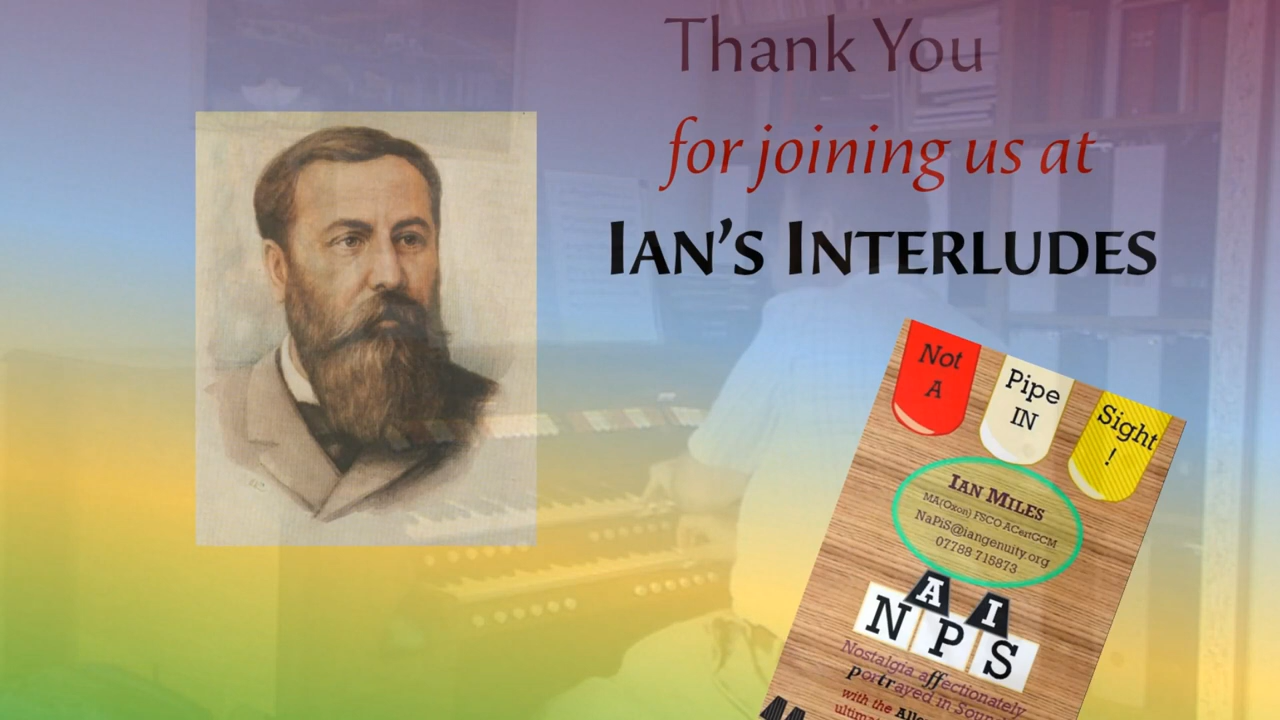 Thank You
for joining us at
IAN'S INTERLUDES
Not
A
Pipe
IN
Sight
!
IAN MILES
MA(Oxon) FSCO ACertGCM
NaPiS@iangenuity.org
07788 715873
A I
N P S
Nostalgia affectionately
portrayed in Sound
with the